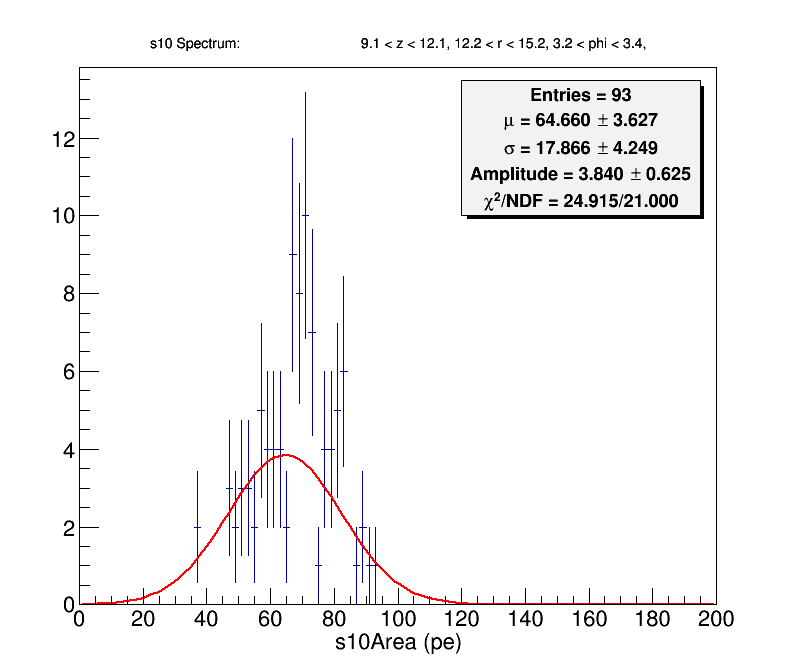 s10 Spectrum: 9.1 < z < 12.1, 12.2 < r < 15.2, 3.2 < phi < 3.4,
Entries = 93
μ = 64.660 ± 3.627
σ = 17.866 ± 4.249
Amplitude = 3.840 ± 0.625
χ²/NDF = 24.915/21.000
12
10
8
6
4
2
0
0 20 40 60 80 100 120 140 160 180 200
s10Area (pe)